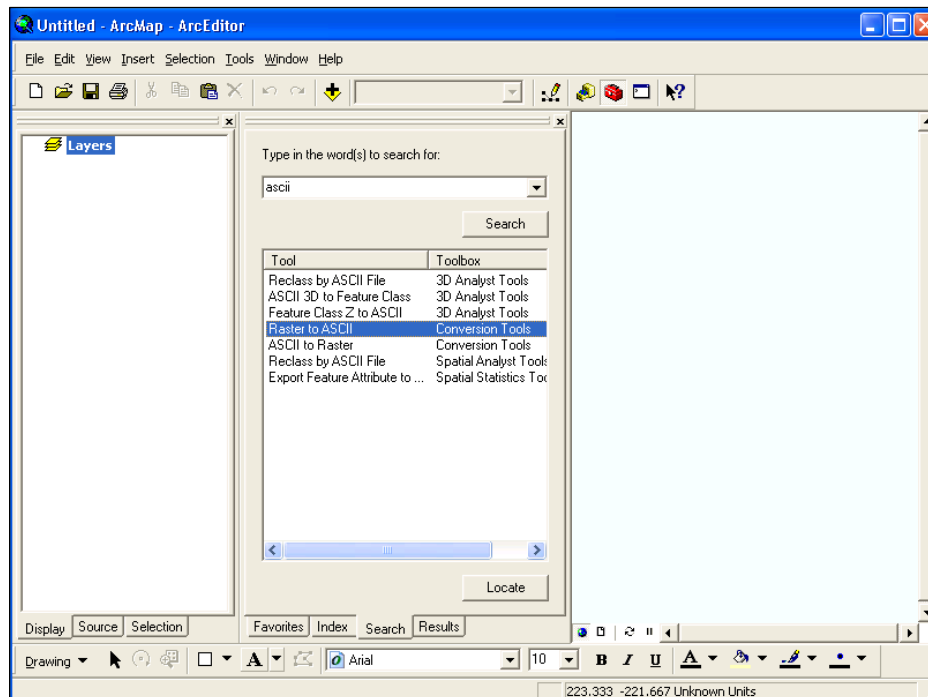 Untitled - ArcMap - ArcEditor
File Edit View Insert Selection Tools Window Help
Layers
Type in the word(s) to search for:
ascii
Search
Tool Toolbox
Reclass by ASCII File 3D Analyst Tools
ASCII 3D to Feature Class 3D Analyst Tools
Feature Class Z to ASCII 3D Analyst Tools
Raster to ASCII Conversion Tools
ASCII to Raster Conversion Tools
Reclass by ASCII File Spatial Analyst Tools
Export Feature Attribute to ... Spatial Statistics Too
Locate
Display Source Selection
Favorites Index Search Results
Drawing A Arial 10 B I U A
223.333 -221.667 Unknown Units